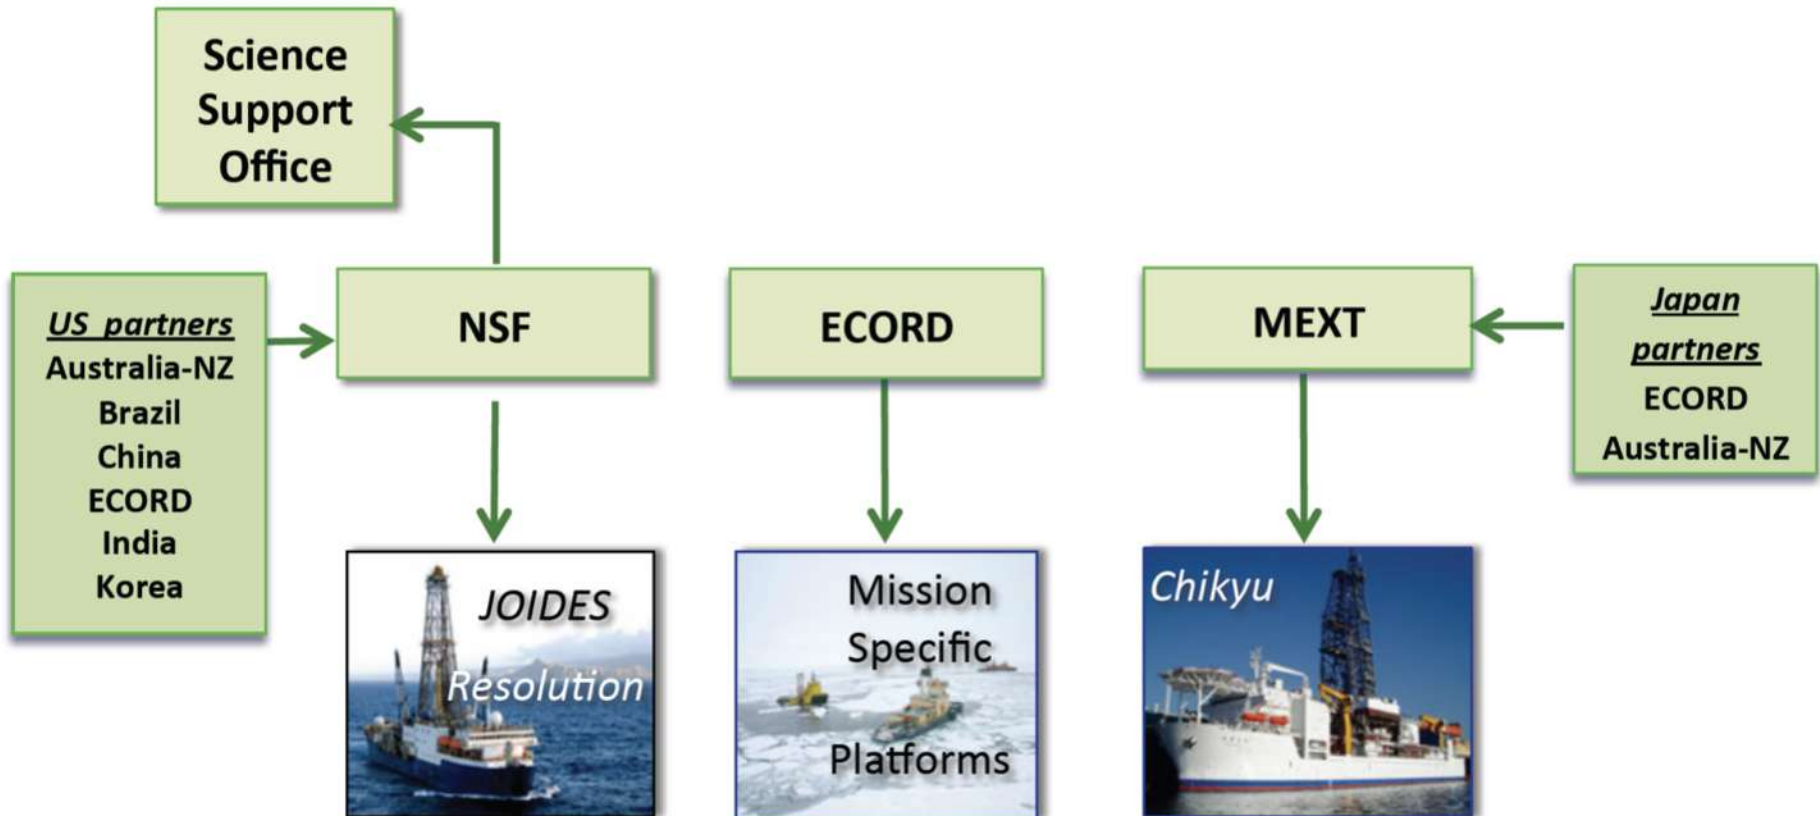 Science
Support
Office
US partners
Australia-NZ
Brazil
China
ECORD
India
Korea
NSF
ECORD
MEXT
Japan
partners
ECORD
Australia-NZ
JOIDES
Resolution
Mission
Specific
Platforms
Chikyu